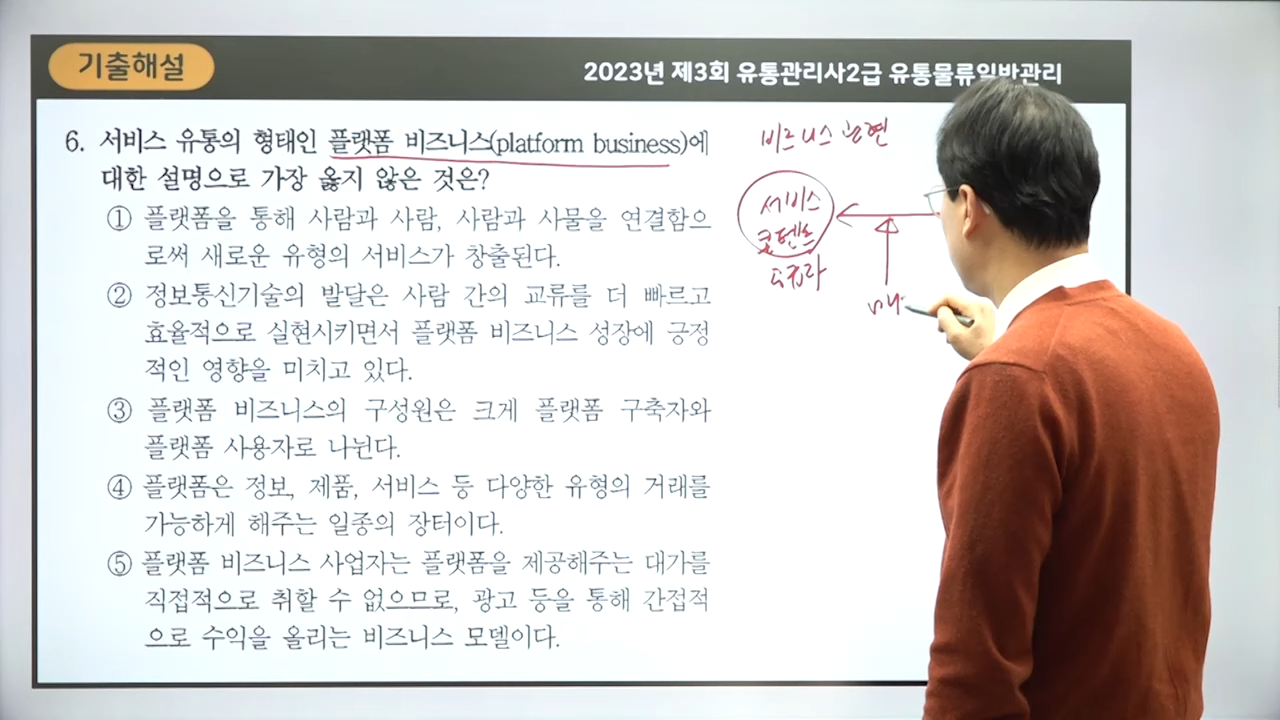 기출해설
2023년 제3회 유통관리사2급 유통물류일반관리
6. 서비스 유통의 형태인 플랫폼 비즈니스(platform business)에
대한 설명으로 가장 옳지 않은 것은?
① 플랫폼을 통해 사람과 사람, 사람과 사물을 연결함으
로써 새로운 유형의 서비스가 창출된다.
② 정보통신기술의 발달은 사람 간의 교류를 더 빠르고
효율적으로 실현시키면서 플랫폼 비즈니스 성장에 긍정
적인 영향을 미치고 있다.
③ 플랫폼 비즈니스의 구성원은 크게 플랫폼 구축자와
플랫폼 사용자로 나뉜다.
④ 플랫폼은 정보, 제품, 서비스 등 다양한 유형의 거래를
가능하게 해주는 일종의 장터이다.
⑤ 플랫폼 비즈니스 사업자는 플랫폼을 제공해주는 대가를
직접적으로 취할 수 없으므로, 광고 등을 통해 간접적
으로 수익을 올리는 비즈니스 모델이다.
비즈니스
서비스
콘텐츠